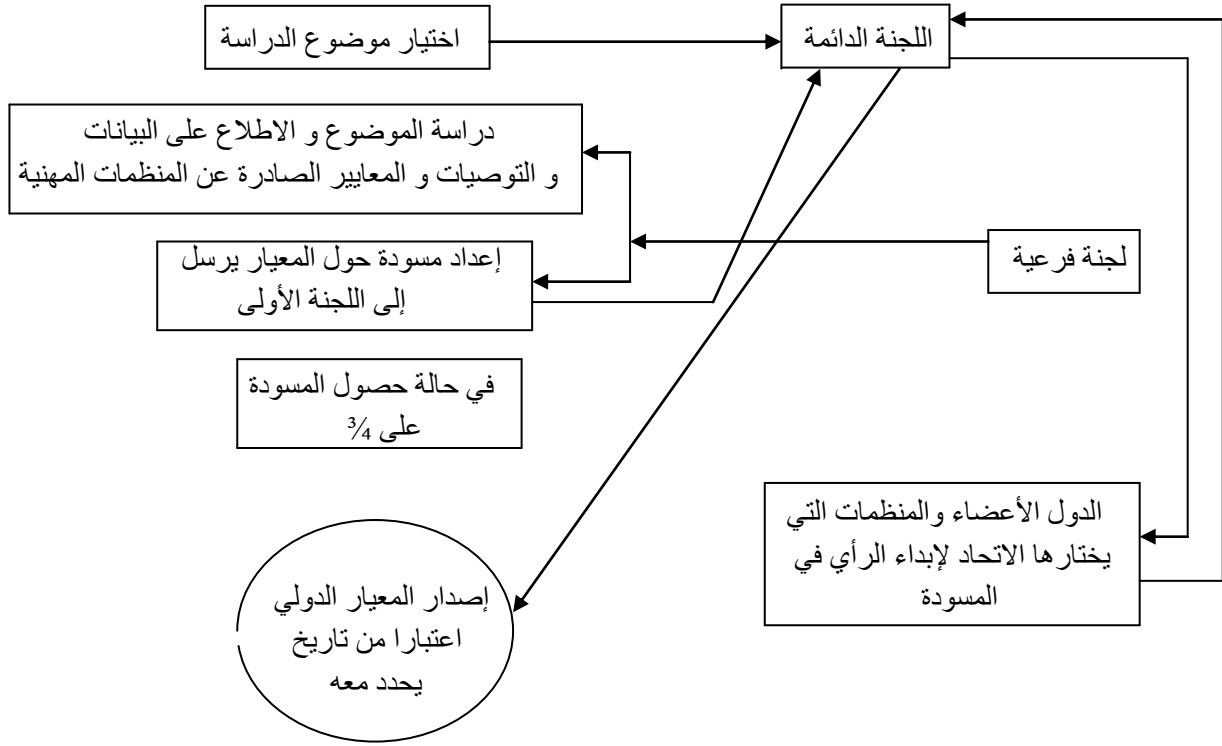 اللجنة الدائمة
اختيار موضوع الدراسة
دراسة الموضوع و الاطلاع على البيانات
و التوصيات و المعايير الصادرة عن المنظمات المهنية
لجنة فرعية
إعداد مسودة حول المعيار يرسل
إلى اللجنة الأولى
في حالة حصول المسودة
على ¾
الدول الأعضاء والمنظمات التي
يختارها الاتحاد لإبداء الرأي في
المسودة
إصدار المعيار الدولي
اعتبارا من تاريخ
يحدد معه